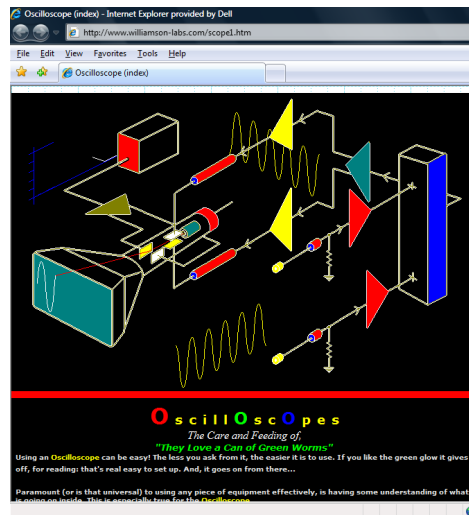 Oscilloscope (index) - Internet Explorer provided by Dell
http://www.williamson-labs.com/scope1.htm
File Edit View Favorites Tools Help
Oscilloscope (index)
OscillOscOpes
The Care and Feeding of,
"They Love a Can of Green Worms"
Using an Oscilloscope can be easy! The less you ask from it, the easier it is to use. If you like the green glow it gives
off, for reading: that's real easy to set up. And, it goes on from there...
Paramount (or is that universal) to using any piece of equipment effectively, is having some understanding of what
is going on inside. This is especially true for the Oscilloscope.